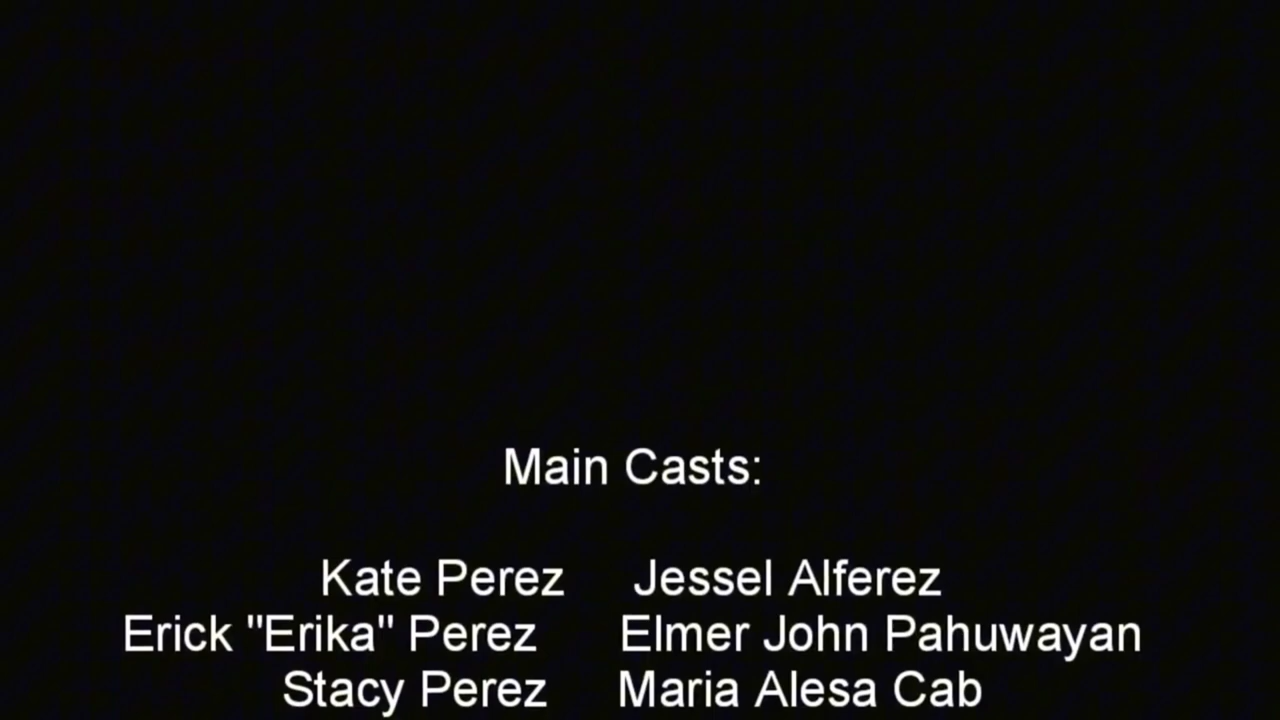 Main Casts:
Kate Perez Jessel Alferez
Erick "Erika" Perez Elmer John Pahuwayan
Stacy Perez Maria Alesa Cab